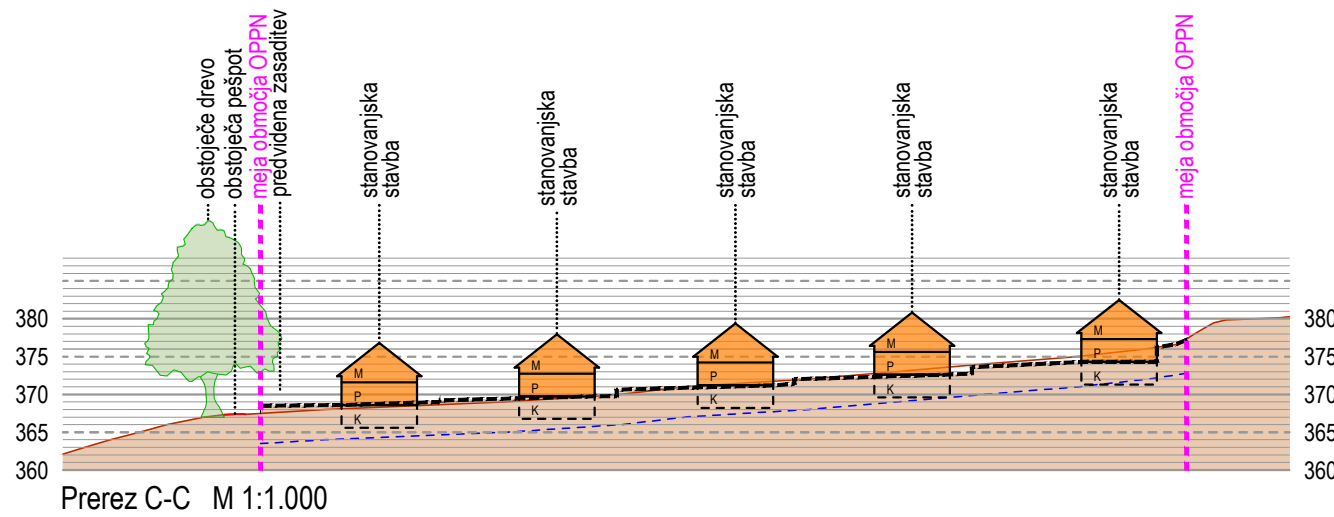 obstoječe drevo
obstoječa pešpot
meja območja OPPN
predvidena zasaditev
stanovanjska
stavba
stanovanjska
stavba
stanovanjska
stavba
stanovanjska
stavba
stanovanjska
stavba
meja območja OPPN
380 380
375 375
370 370
365 365
360 360
M
P
K
M
P
K
M
P
K
M
P
K
M
P
K
Prerez C-C M 1:1.000